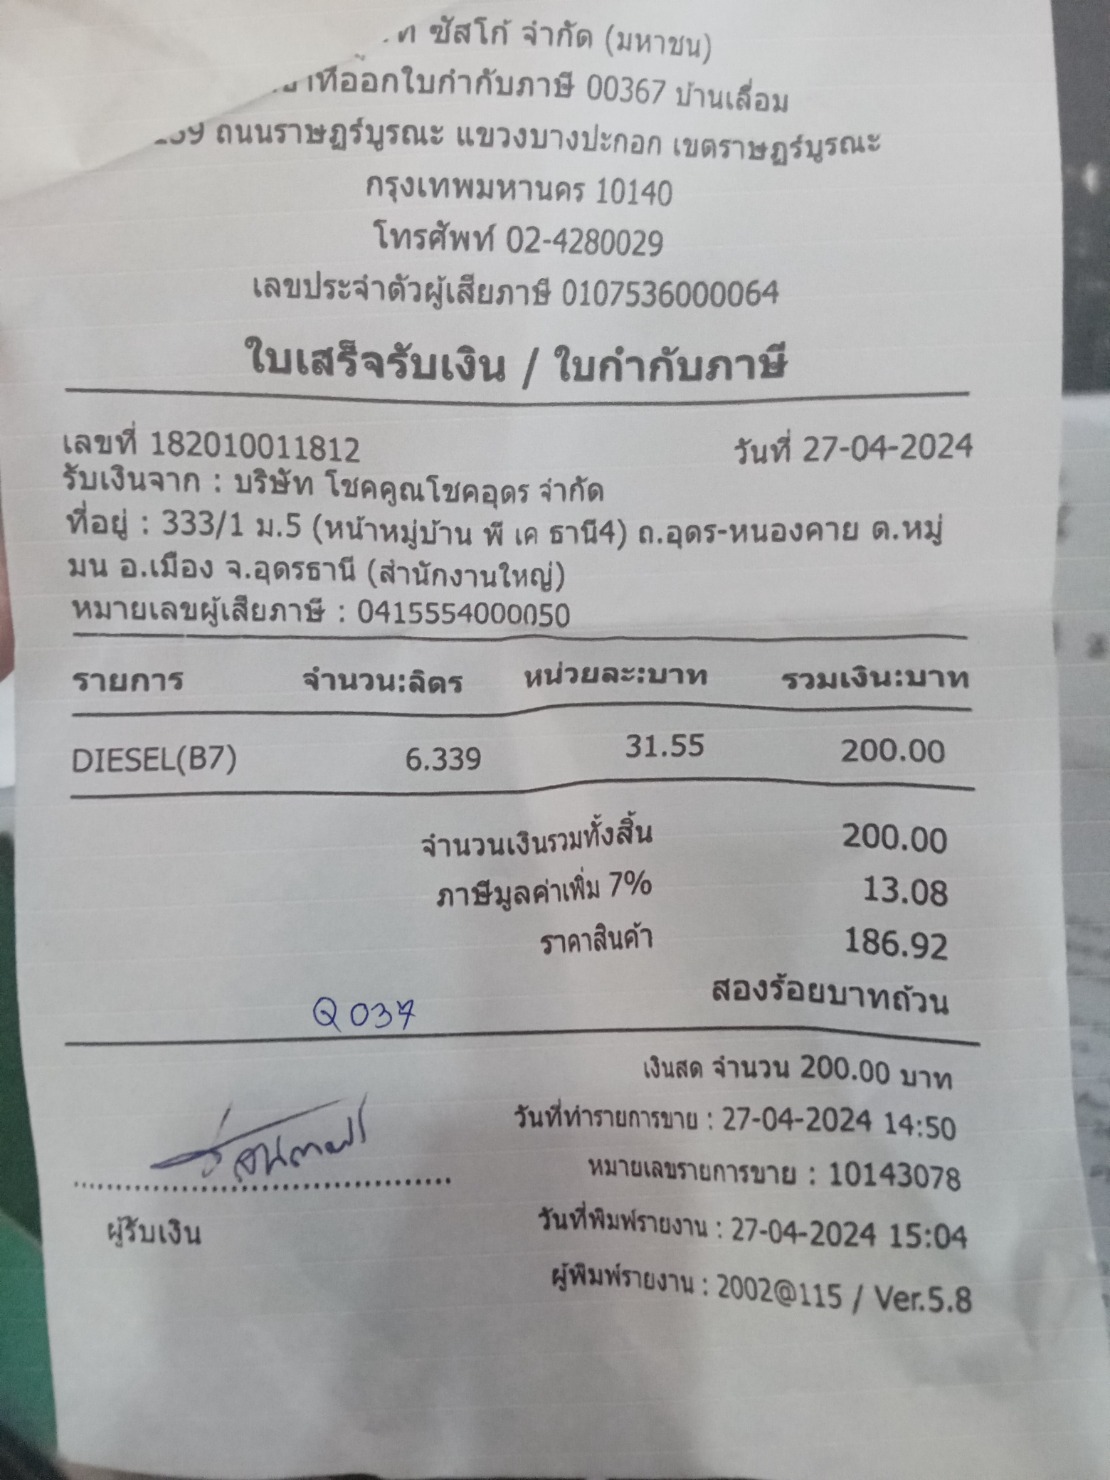 ซัสโก้ จำกัด (มหาชน)
ที่ออกใบกำกับภาษี 00367 บ้านเลื่อม
ถนนราษฎร์บูรณะ แขวงบางปะกอก เขตราษฎร์บูรณะ
กรุงเทพมหานคร 10140
โทรศัพท์ 02-4280029
เลขประจำตัวผู้เสียภาษี 0107536000064
ใบเสร็จรับเงิน / ใบกำกับภาษี
เลขที่ 182010011812 วันที่ 27-04-2024
รับเงินจาก : บริษัท โชคคูณโชคอุดร จำกัด
ที่อยู่ : 333/1 ม.5 (หน้าหมู่บ้าน พี เค ธานี4) ถ.อุดร-หนองคาย ต.หมู่
มน อ.เมือง จ.อุดรธานี (สำนักงานใหญ่)
หมายเลขผู้เสียภาษี : 0415554000050
รายการ จำนวน:ลิตร หน่วยละ:บาท รวมเงิน:บาท
DIESEL(B7) 6.339 31.55 200.00
จำนวนเงินรวมทั้งสิ้น 200.00
ภาษีมูลค่าเพิ่ม 7% 13.08
ราคาสินค้า 186.92
สองร้อยบาทถ้วน
Q037
เงินสด จำนวน 200.00 บาท
วันที่ทำรายการขาย : 27-04-2024 14:50
หมายเลขรายการขาย : 10143078
ผู้รับเงิน
วันที่พิมพ์รายงาน : 27-04-2024 15:04
ผู้พิมพ์รายงาน : 2002@115 / Ver.5.8